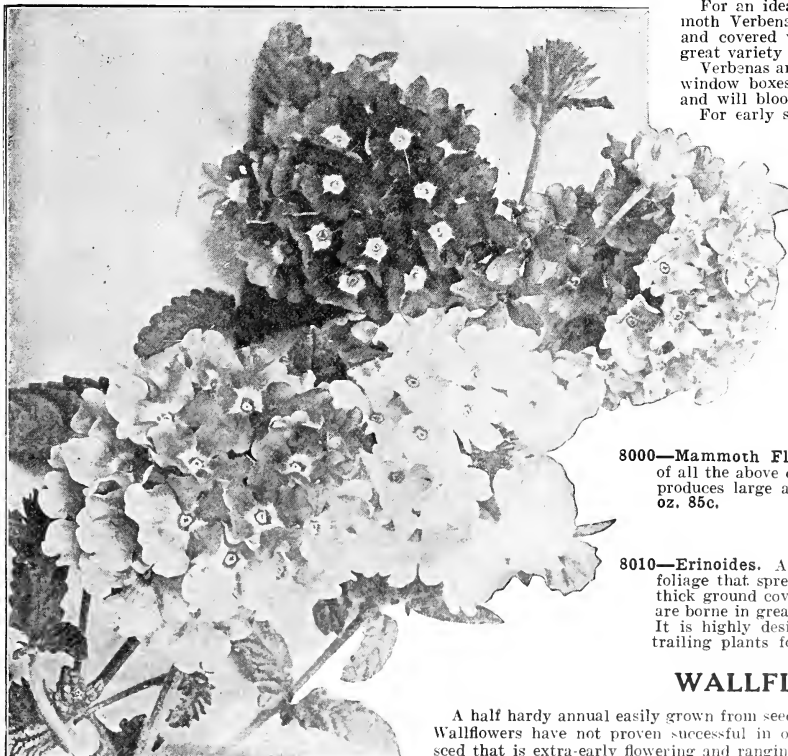 For an idea
moth Verbena
and covered
great variety
Verbenas ar
window boxes
and will bloo
For early s
8000—Mammoth Fl
of all the above
produces large a
oz. 85c.
8010—Erinoides. A
foliage that spre
thick ground cov
are borne in grea
It is highly desi
trailing plants fo
WALLFL
A half hardy annual easily grown from see
Wallflowers have not proven successful in o
seed that is extra-early flowering and rangin